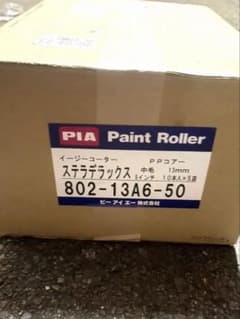 PIA Paint Roller
イージーコーター PPコアー
ステラデラックス 中毛 13mm
6インチ 10本入×5袋
802-13A6-50
ピーアイエー株式会社